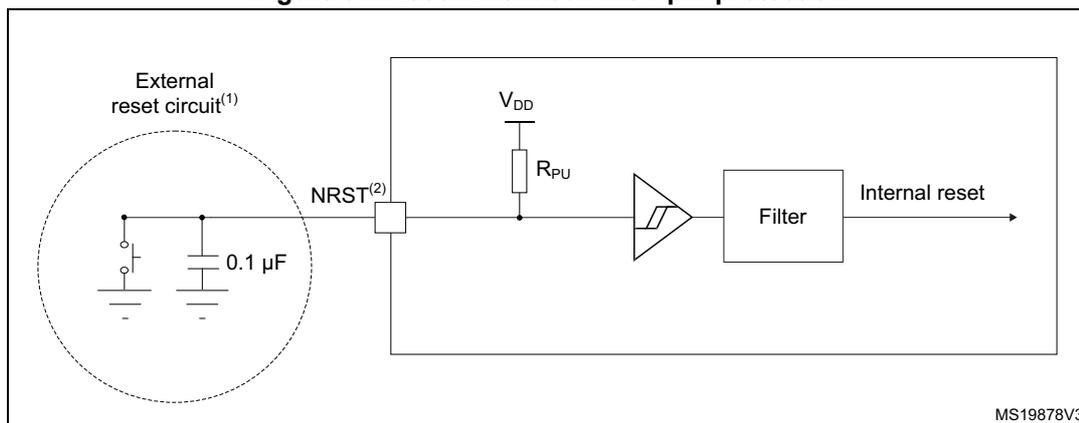 External
reset circuit(1)
VDD
RPU
NRST(2)
Filter
Internal reset
0.1 µF
MS19878V3